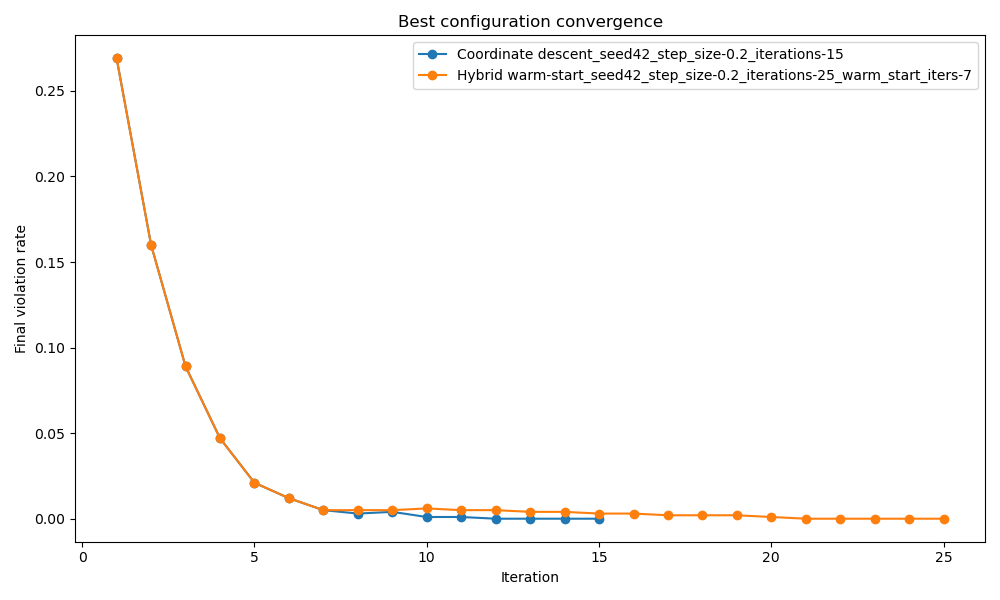 Best configuration convergence
Coordinate descent_seed42_step_size-0.2_iterations-15
Hybrid warm-start_seed42_step_size-0.2_iterations-25_warm_start_iters-7
Final violation rate
0.25
0.20
0.15
0.10
0.05
0.00
0 5 10 15 20 25
Iteration